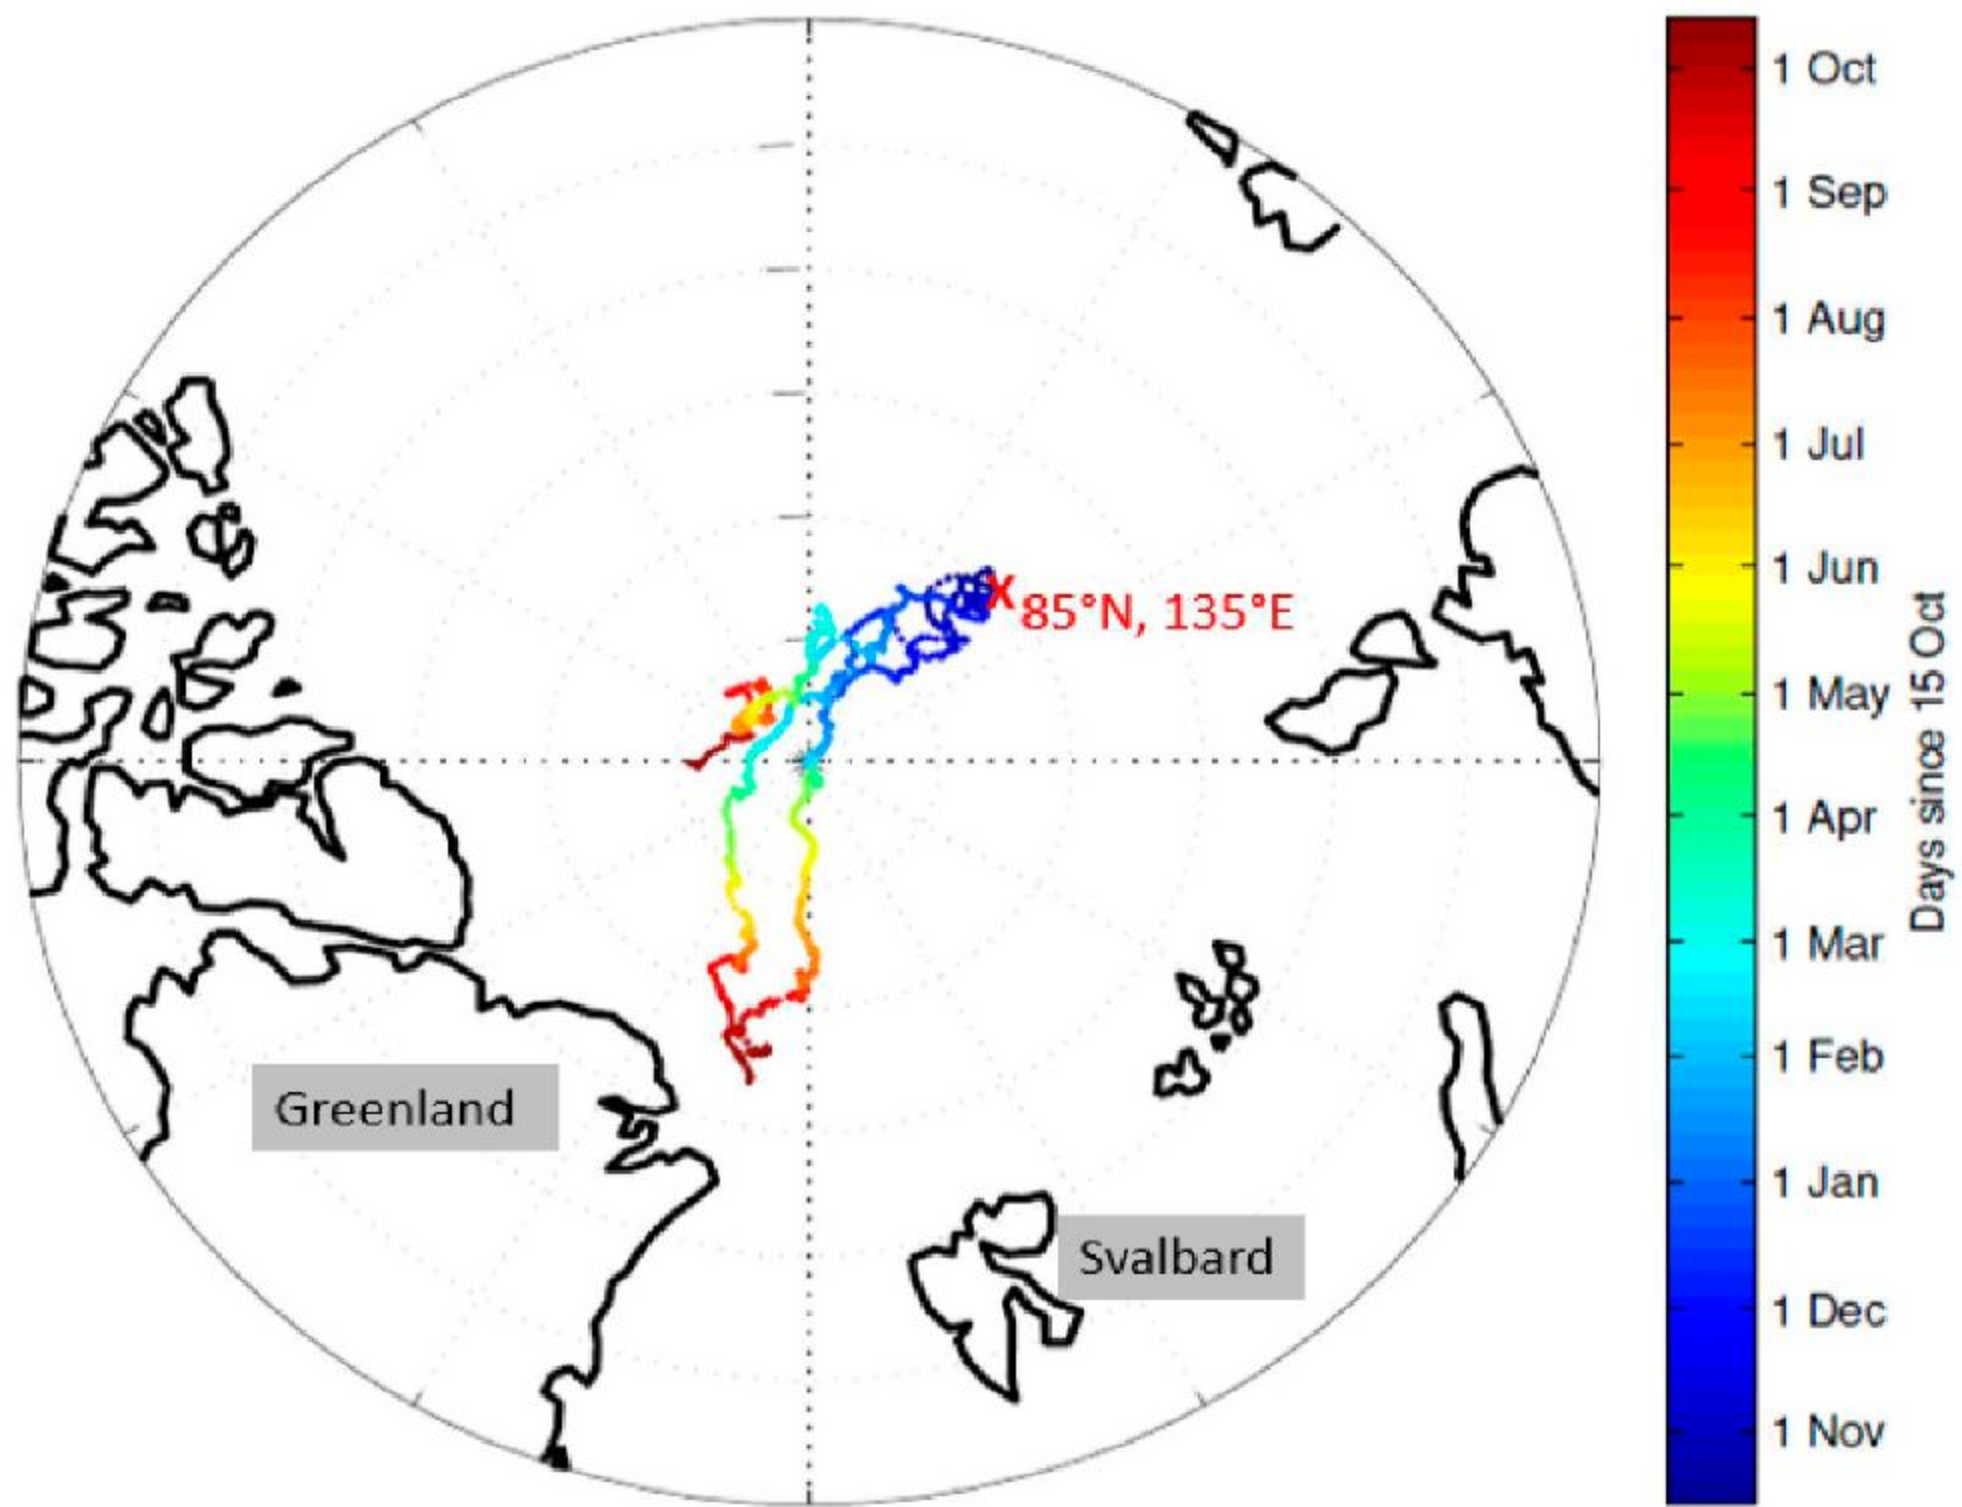 1 Oct
1 Sep
1 Aug
1 Jul
1 Jun
1 May
1 Apr
1 Mar
1 Feb
1 Jan
1 Dec
1 Nov
Days since 15 Oct
X 85°N, 135°E
Greenland
Svalbard